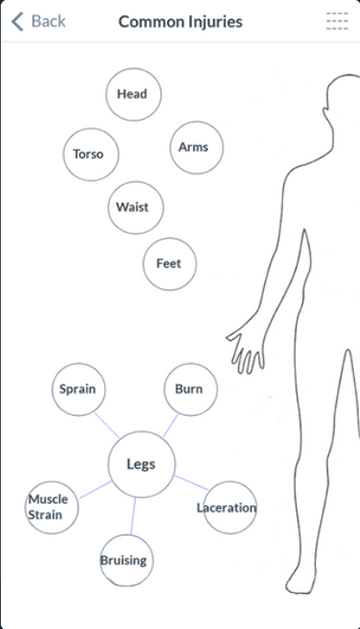 Back
Common Injuries
Head
Torso
Arms
Waist
Feet
Sprain
Burn
Legs
Muscle
Strain
Laceration
Bruising